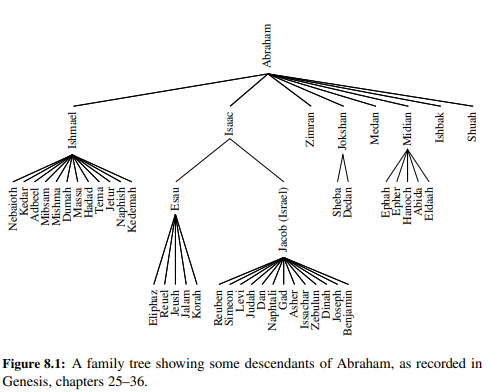 Abraham
Ishmael
Isaac
Zimran
Jokshan
Medan
Midian
Ishbak
Shuah
Nebaioth
Kedar
Adbeel
Mibsam
Mishma
Dumah
Massa
Hadad
Tema
Jetur
Naphish
Kedemah
Esau
Jacob (Israel)
Sheba
Dedan
Ephah
Epher
Hanoch
Abida
Eldaah
Eliphaz
Reuel
Jeush
Jalam
Korah
Reuben
Simeon
Levi
Judah
Dan
Naphtali
Gad
Asher
Issachar
Zebulun
Dinah
Joseph
Benjamin
Figure 8.1: A family tree showing some descendants of Abraham, as recorded in
Genesis, chapters 25–36.